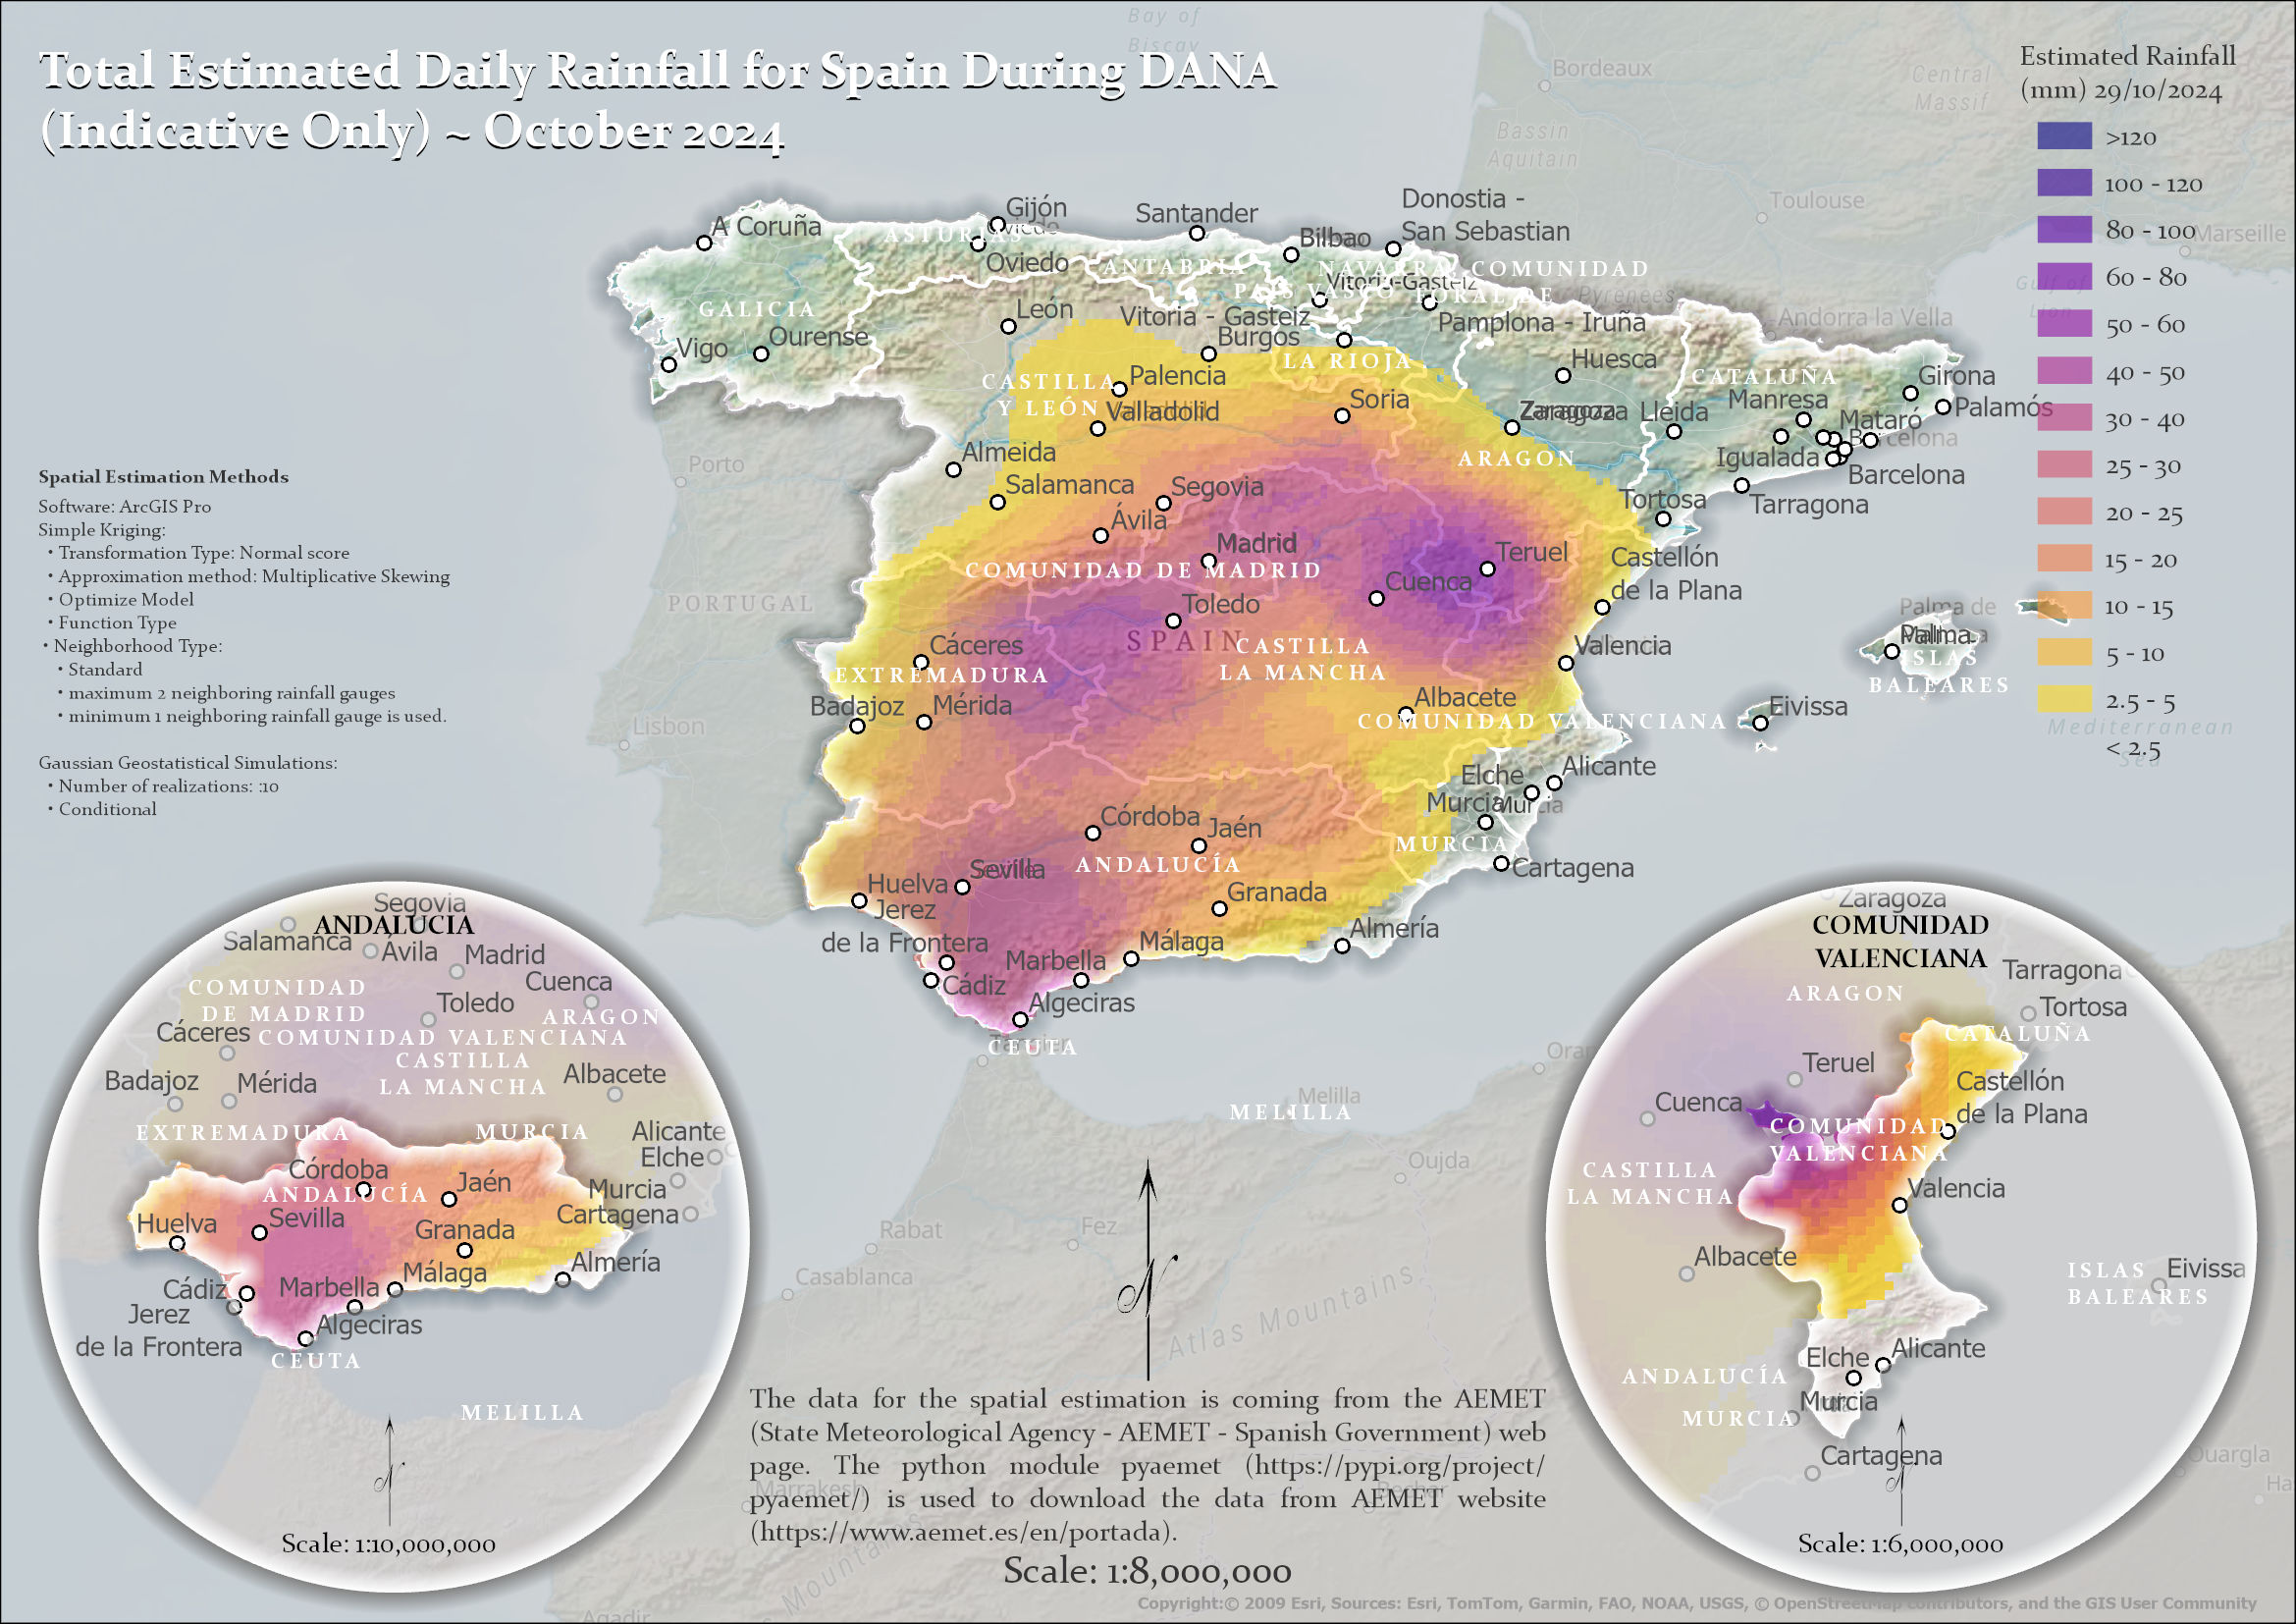 Total Estimated Daily Rainfall for Spain During DANA
(Indicative Only) ~ October 2024
Estimated Rainfall
(mm) 29/10/2024
>120
100 - 120
80 - 100
60 - 80
50 - 60
40 - 50
30 - 40
25 - 30
20 - 25
15 - 20
10 - 15
5 - 10
2.5 - 5
< 2.5
Spatial Estimation Methods
Software: ArcGIS Pro
Simple Kriging:
• Transformation Type: Normal score
• Approximation method: Multiplicative Skewing
• Optimize Model
• Function Type
• Neighborhood Type:
• Standard
• maximum 2 neighboring rainfall gauges
• minimum 1 neighboring rainfall gauge is used.
Gaussian Geostatistical Simulations:
• Number of realizations: :10
• Conditional
Bay of
Biscay
Bordeaux
Central
Massif
Bassin
Aquitain
Toulouse
Marseille
Gulf of
Lion
Pyrenees
Andorra la Vella
A Coruña
Gijón
Oviedo
ASTURIAS
Oviedo
Santander
CANTABRIA
Bilbao
Donostia -
San Sebastian
NAVARRA, COMUNIDAD
FORAL DE
PAIS VASCO
Vitoria-Gasteiz
Vitoria - Gasteiz
Pamplona - Iruña
GALICIA
Ourense
Vigo
León
Burgos
LA RIOJA
Huesca
CATALUÑA
Girona
Palamós
Manresa
Mataró
Barcelona
Igualada
Barcelona
Lleida
Zaragoza
ARAGON
Tarragona
Tortosa
CASTILLA
Y LEÓN
Palencia
Valladolid
Soria
Almeida
Salamanca
Segovia
Ávila
Madrid
COMUNIDAD DE MADRID
Teruel
Cuenca
Castellón
de la Plana
Toledo
SPAIN
CASTILLA
LA MANCHA
Valencia
Cáceres
EXTREMADURA
Badajoz
Mérida
Albacete
COMUNIDAD VALENCIANA
Palma de
Palma
ISLAS
BALEARES
Eivissa
Mediterranean
Sea
Porto
PORTUGAL
Lisbon
Elche
Alicante
Murcia
Murcia
MURCIA
Cartagena
Córdoba
Jaén
ANDALUCÍA
Sevilla
Huelva
Jerez
de la Frontera
Granada
Almería
Málaga
Marbella
Cádiz
Algeciras
CEUTA
Oran
Melilla
MELILLA
Oujda
Rabat
Fez
Casablanca
Atlas Mountains
Marrakesh
Bechar
Mountains
Agadir
Ouargla
N
ANDALUCIA
Segovia
Salamanca
Ávila
Madrid
Cuenca
COMUNIDAD
DE MADRID
Toledo
ARAGON
Cáceres
COMUNIDAD VALENCIANA
CASTILLA
LA MANCHA
Badajoz
Mérida
Albacete
EXTREMADURA
MURCIA
Alicante
Elche
Córdoba
ANDALUCÍA
Jaén
Murcia
Cartagena
Huelva
Sevilla
Granada
Almería
Cádiz
Marbella
Málaga
Jerez
de la Frontera
Algeciras
CEUTA
MELILLA
N
Scale: 1:10,000,000
Zaragoza
COMUNIDAD
VALENCIANA
Tarragona
ARAGON
Tortosa
CATALUÑA
Teruel
Castellón
de la Plana
Cuenca
COMUNIDAD
VALENCIANA
CASTILLA
LA MANCHA
Valencia
Albacete
ISLAS
BALEARES
Eivissa
Elche
Alicante
ANDALUCÍA
Murcia
MURCIA
Cartagena
N
Scale: 1:6,000,000
The data for the spatial estimation is coming from the AEMET
(State Meteorological Agency - AEMET - Spanish Government) web
page. The python module pyaemet (https://pypi.org/project/
pyaemet/) is used to download the data from AEMET website
(https://www.aemet.es/en/portada).
Scale: 1:8,000,000
Copyright:© 2009 Esri, Sources: Esri, TomTom, Garmin, FAO, NOAA, USGS, © OpenStreetMap contributors, and the GIS User Community